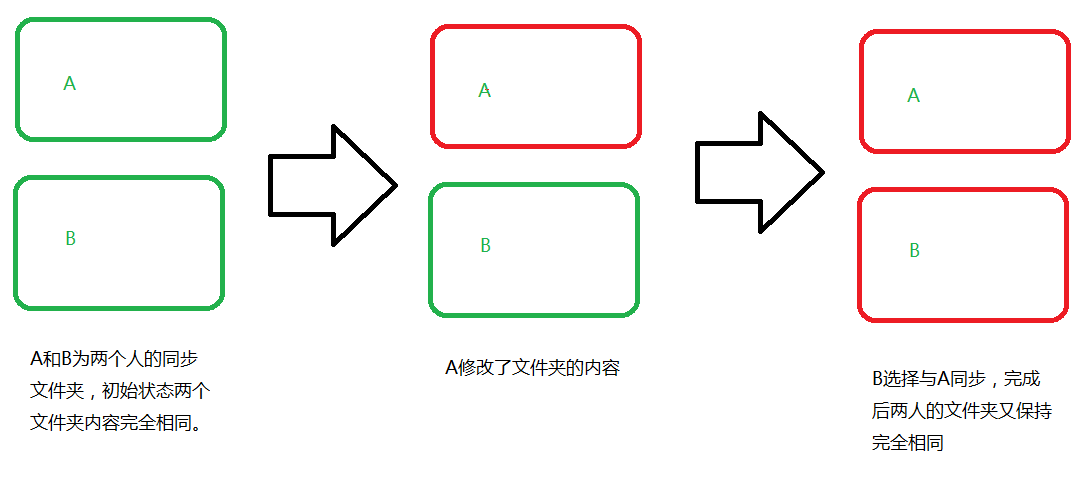 A
B
A和B为两个人的同步
文件夹，初始状态两个
文件夹内容完全相同。
A
B
A修改了文件夹的内容
A
B
B选择与A同步，完成
后两人的文件夹又保持
完全相同